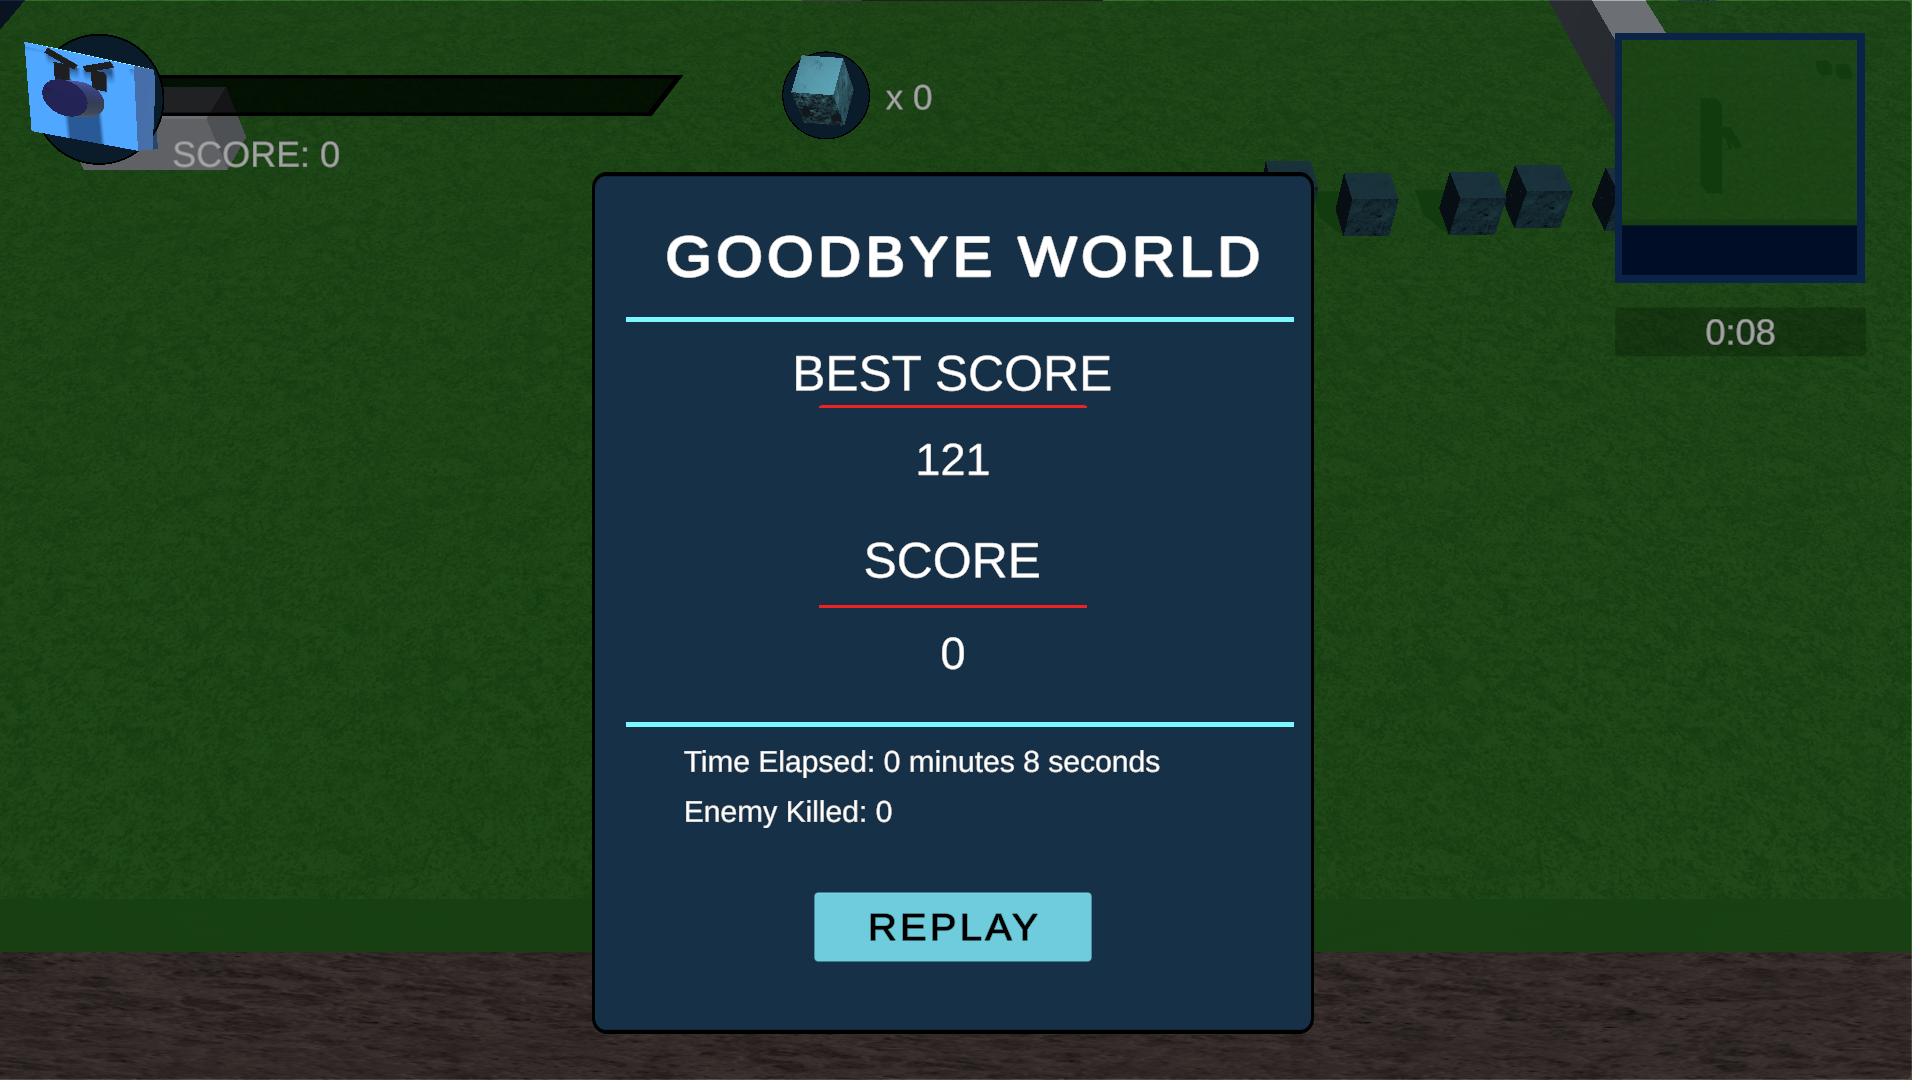 x 0
SCORE: 0
0:08
GOODBYE WORLD
BEST SCORE
121
SCORE
0
Time Elapsed: 0 minutes 8 seconds
Enemy Killed: 0
REPLAY